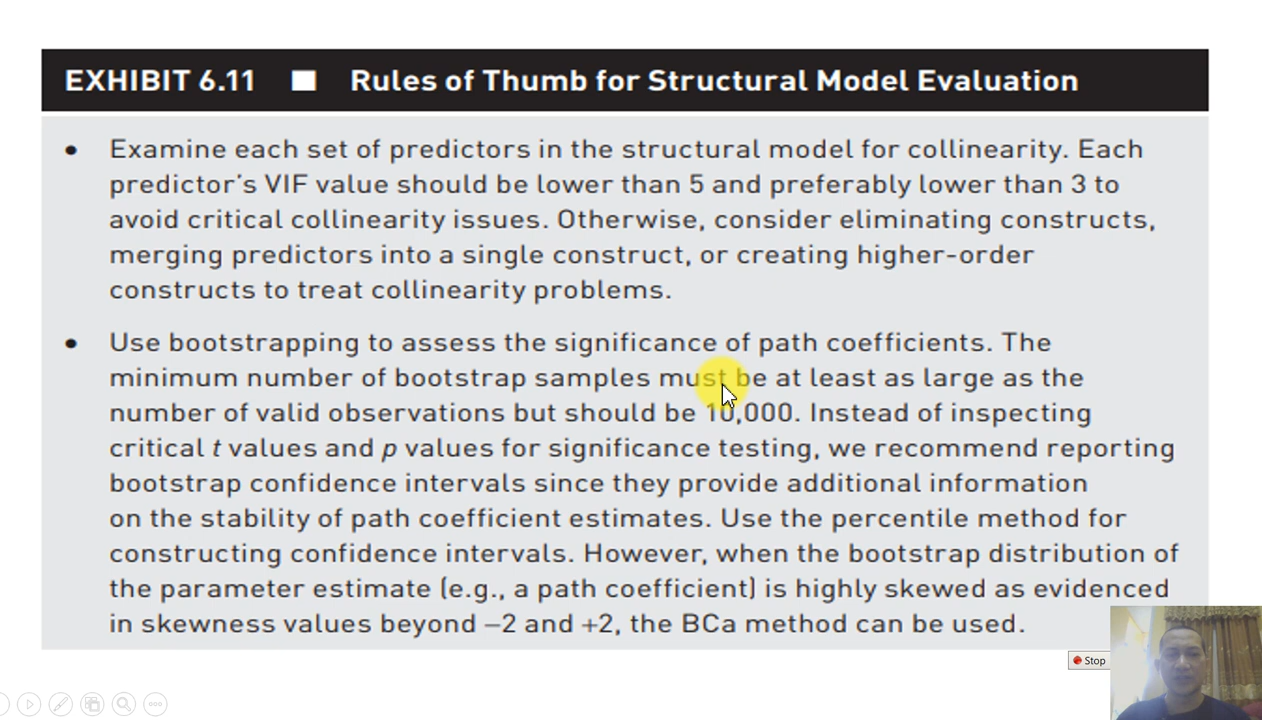 EXHIBIT 6.11 ■ Rules of Thumb for Structural Model Evaluation
• Examine each set of predictors in the structural model for collinearity. Each
predictor's VIF value should be lower than 5 and preferably lower than 3 to
avoid critical collinearity issues. Otherwise, consider eliminating constructs,
merging predictors into a single construct, or creating higher-order
constructs to treat collinearity problems.
• Use bootstrapping to assess the significance of path coefficients. The
minimum number of bootstrap samples must be at least as large as the
number of valid observations but should be 10,000. Instead of inspecting
critical t values and p values for significance testing, we recommend reporting
bootstrap confidence intervals since they provide additional information
on the stability of path coefficient estimates. Use the percentile method for
constructing confidence intervals. However, when the bootstrap distribution of
the parameter estimate (e.g., a path coefficient) is highly skewed as evidenced
in skewness values beyond −2 and +2, the BCa method can be used.
Stop